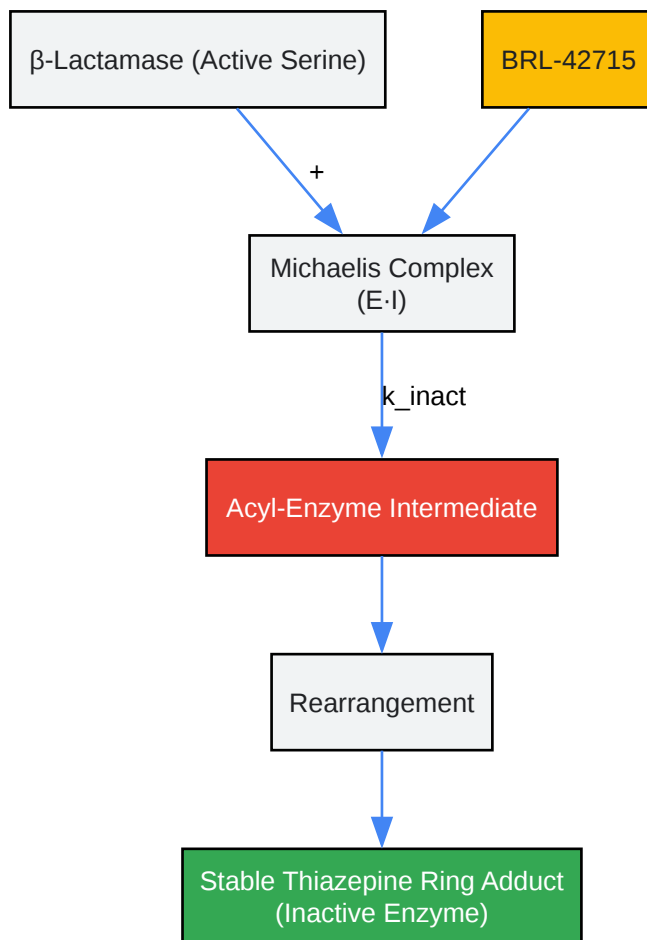 β-Lactamase (Active Serine)
BRL-42715
+
Michaelis Complex
(E·I)
k_inact
Acyl-Enzyme Intermediate
Rearrangement
Stable Thiazepine Ring Adduct
(Inactive Enzyme)